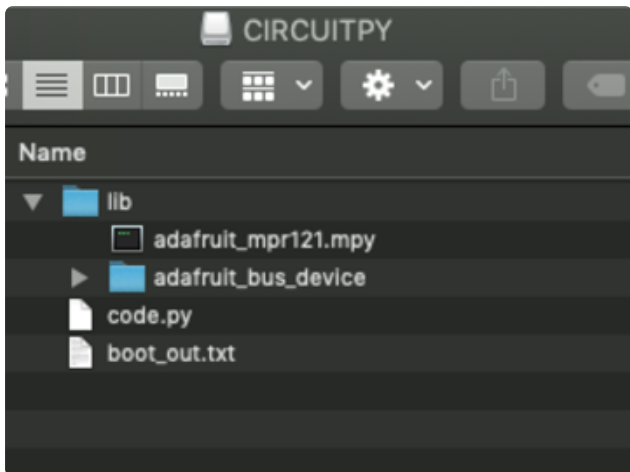 CIRCUITPY
Name
lib
adafruit_mpr121.mpy
adafruit_bus_device
code.py
boot_out.txt